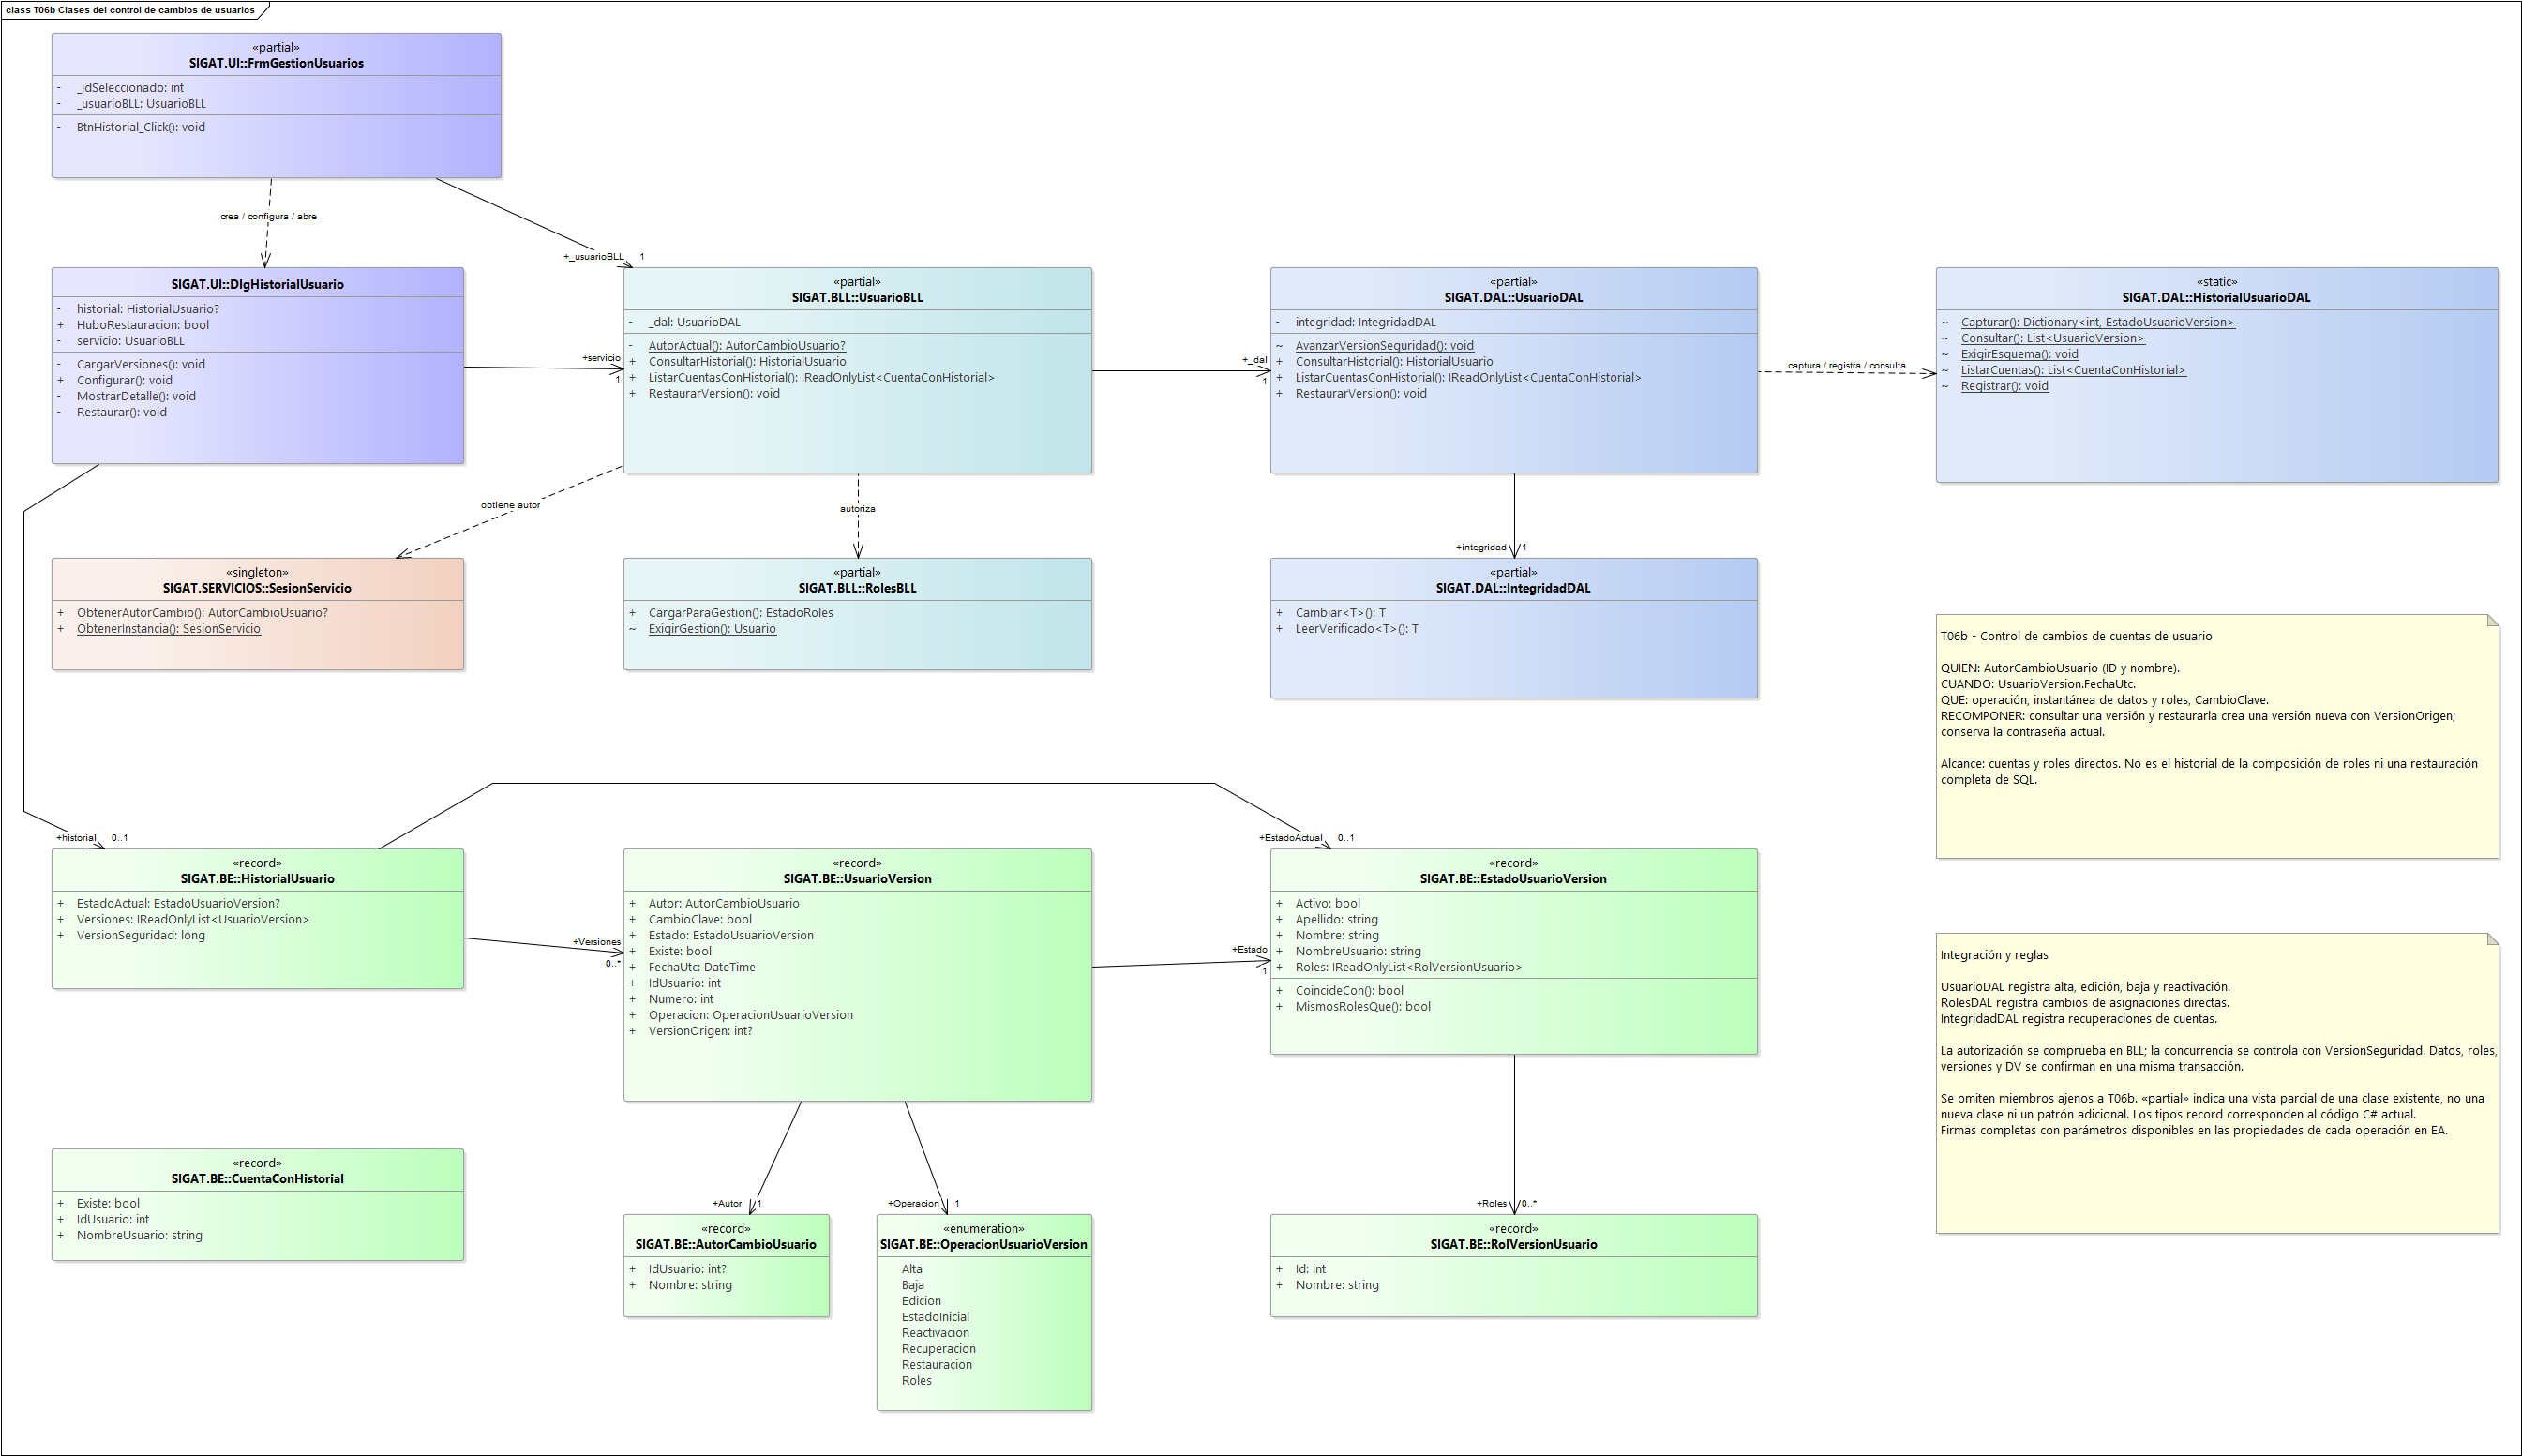 class T06b Clases del control de cambios de usuarios
«partial»
SIGAT.UI::FrmGestionUsuarios
- _idSeleccionado: int
- _usuarioBLL: UsuarioBLL
- BtnHistorial_Click(): void
crea / configura / abre
+_usuarioBLL 1
SIGAT.UI::DlgHistorialUsuario
- historial: HistorialUsuario?
+ HuboRestauracion: bool
- servicio: UsuarioBLL
- CargarVersiones(): void
+ Configurar(): void
- MostrarDetalle(): void
- Restaurar(): void
+servicio
1
«partial»
SIGAT.BLL::UsuarioBLL
- _dal: UsuarioDAL
- AutorActual(): AutorCambioUsuario?
+ ConsultarHistorial(): HistorialUsuario
+ ListarCuentasConHistorial(): IReadOnlyList<CuentaConHistorial>
+ RestaurarVersion(): void
+_dal
1
«partial»
SIGAT.DAL::UsuarioDAL
- integridad: IntegridadDAL
~ AvanzarVersionSeguridad(): void
+ ConsultarHistorial(): HistorialUsuario
+ ListarCuentasConHistorial(): IReadOnlyList<CuentaConHistorial>
+ RestaurarVersion(): void
captura / registra / consulta
«static»
SIGAT.DAL::HistorialUsuarioDAL
~ Capturar(): Dictionary<int, EstadoUsuarioVersion>
~ Consultar(): List<UsuarioVersion>
~ ExigirEsquema(): void
~ ListarCuentas(): List<CuentaConHistorial>
~ Registrar(): void
obtiene autor
autoriza
+integridad 1
«singleton»
SIGAT.SERVICIOS::SesionServicio
+ ObtenerAutorCambio(): AutorCambioUsuario?
+ ObtenerInstancia(): SesionServicio
«partial»
SIGAT.BLL::RolesBLL
+ CargarParaGestion(): EstadoRoles
~ ExigirGestion(): Usuario
«partial»
SIGAT.DAL::IntegridadDAL
+ Cambiar<T>(): T
+ LeerVerificado<T>(): T
T06b - Control de cambios de cuentas de usuario
QUIEN: AutorCambioUsuario (ID y nombre).
CUANDO: UsuarioVersion.FechaUtc.
QUE: operación, instantánea de datos y roles, CambioClave.
RECOMPONER: consultar una versión y restaurarla crea una versión nueva con VersionOrigen;
conserva la contraseña actual.
Alcance: cuentas y roles directos. No es el historial de la composición de roles ni una restauración
completa de SQL.
+historial 0..1
+EstadoActual 0..1
«record»
SIGAT.BE::HistorialUsuario
+ EstadoActual: EstadoUsuarioVersion?
+ Versiones: IReadOnlyList<UsuarioVersion>
+ VersionSeguridad: long
+Versiones
0..*
«record»
SIGAT.BE::UsuarioVersion
+ Autor: AutorCambioUsuario
+ CambioClave: bool
+ Estado: EstadoUsuarioVersion
+ Existe: bool
+ FechaUtc: DateTime
+ IdUsuario: int
+ Numero: int
+ Operacion: OperacionUsuarioVersion
+ VersionOrigen: int?
+Estado
1
«record»
SIGAT.BE::EstadoUsuarioVersion
+ Activo: bool
+ Apellido: string
+ Nombre: string
+ NombreUsuario: string
+ Roles: IReadOnlyList<RolVersionUsuario>
+ CoincideCon(): bool
+ MismosRolesQue(): bool
Integración y reglas
UsuarioDAL registra alta, edición, baja y reactivación.
RolesDAL registra cambios de asignaciones directas.
IntegridadDAL registra recuperaciones de cuentas.
La autorización se comprueba en BLL; la concurrencia se controla con VersionSeguridad. Datos, roles,
versiones y DV se confirman en una misma transacción.
Se omiten miembros ajenos a T06b. «partial» indica una vista parcial de una clase existente, no una
nueva clase ni un patrón adicional. Los tipos record corresponden al código C# actual.
Firmas completas con parámetros disponibles en las propiedades de cada operación en EA.
«record»
SIGAT.BE::CuentaConHistorial
+ Existe: bool
+ IdUsuario: int
+ NombreUsuario: string
+Autor 1
+Operacion 1
+Roles 0..*
«record»
SIGAT.BE::AutorCambioUsuario
+ IdUsuario: int?
+ Nombre: string
«enumeration»
SIGAT.BE::OperacionUsuarioVersion
Alta
Baja
Edicion
EstadoInicial
Reactivacion
Recuperacion
Restauracion
Roles
«record»
SIGAT.BE::RolVersionUsuario
+ Id: int
+ Nombre: string